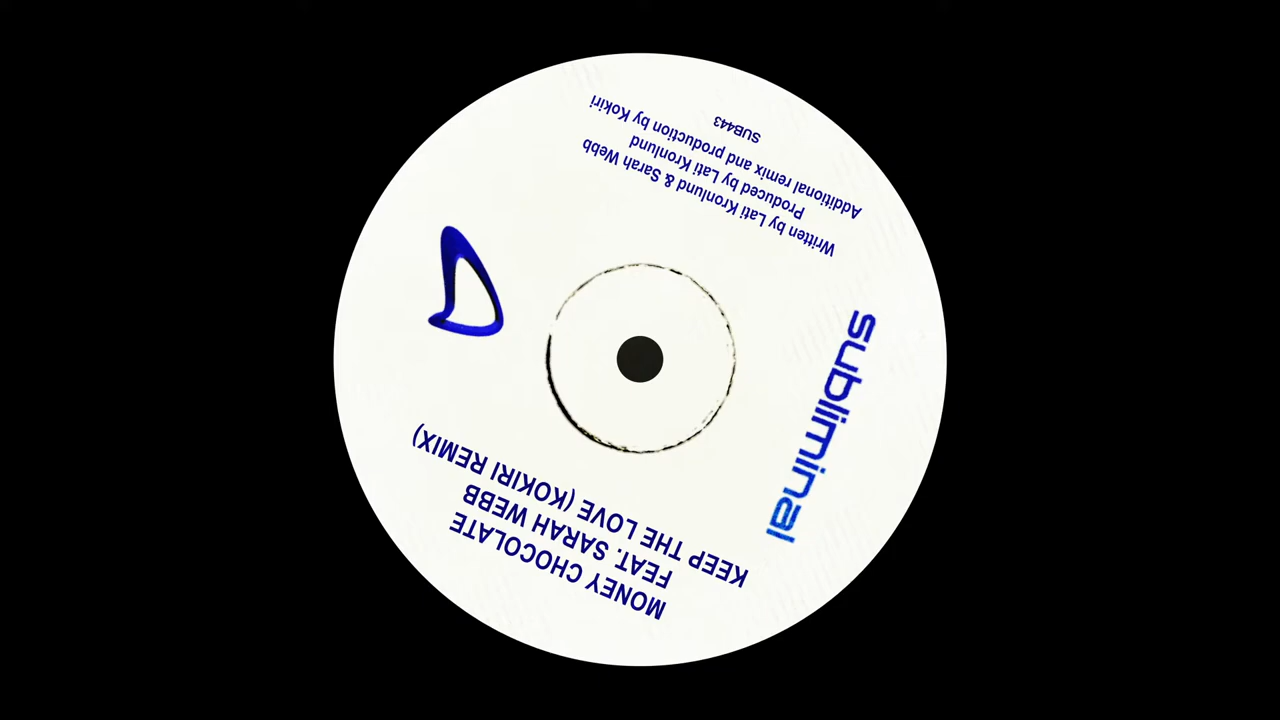 MONEY CHOCOLATE
FEAT. SARAH WEBB
KEEP THE LOVE (KOKIRI REMIX)
subliminal
Written by Lati Kronlund & Sarah Webb
Produced by Lati Kronlund
Additional remix and production by Kokiri
SUB443